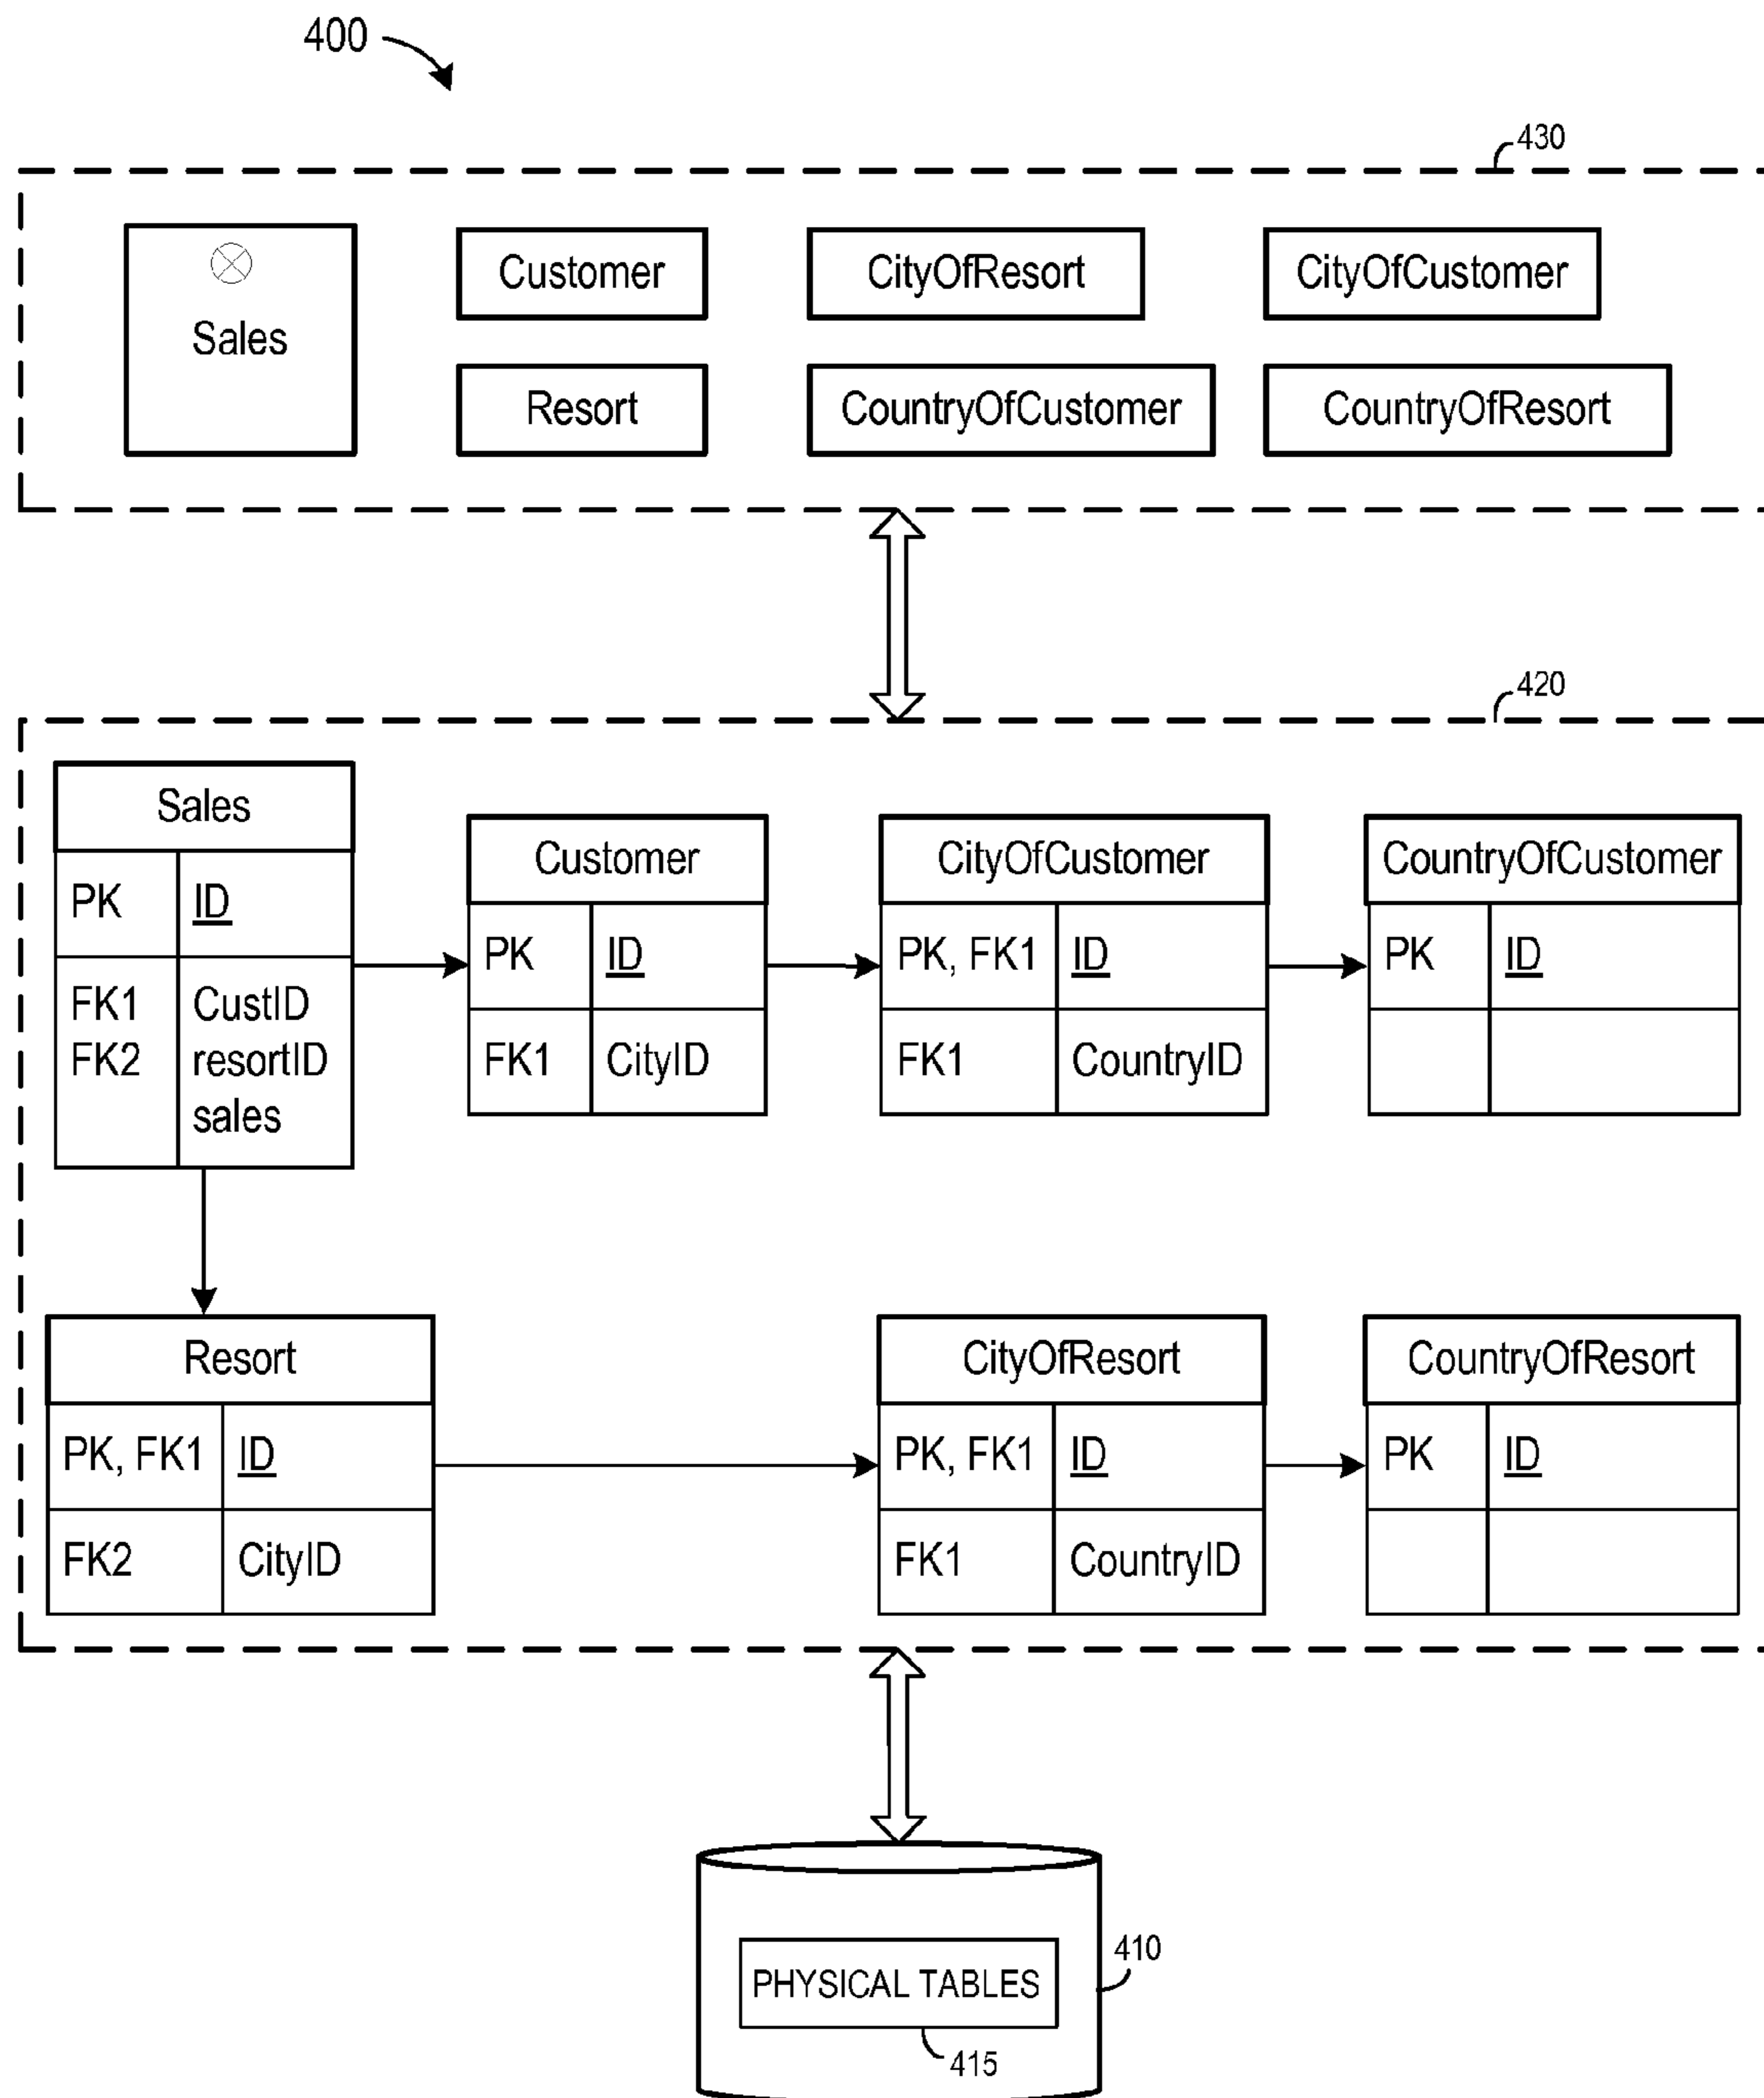 400
430
Sales
Customer
CityOfResort
CityOfCustomer
Resort
CountryOfCustomer
CountryOfResort
420
Sales
PK ID
FK1 CustID
FK2 resortID
sales
Customer
PK ID
FK1 CityID
CityOfCustomer
PK, FK1 ID
FK1 CountryID
CountryOfCustomer
PK ID
Resort
PK, FK1 ID
FK2 CityID
CityOfResort
PK, FK1 ID
FK1 CountryID
CountryOfResort
PK ID
410
PHYSICAL TABLES
415